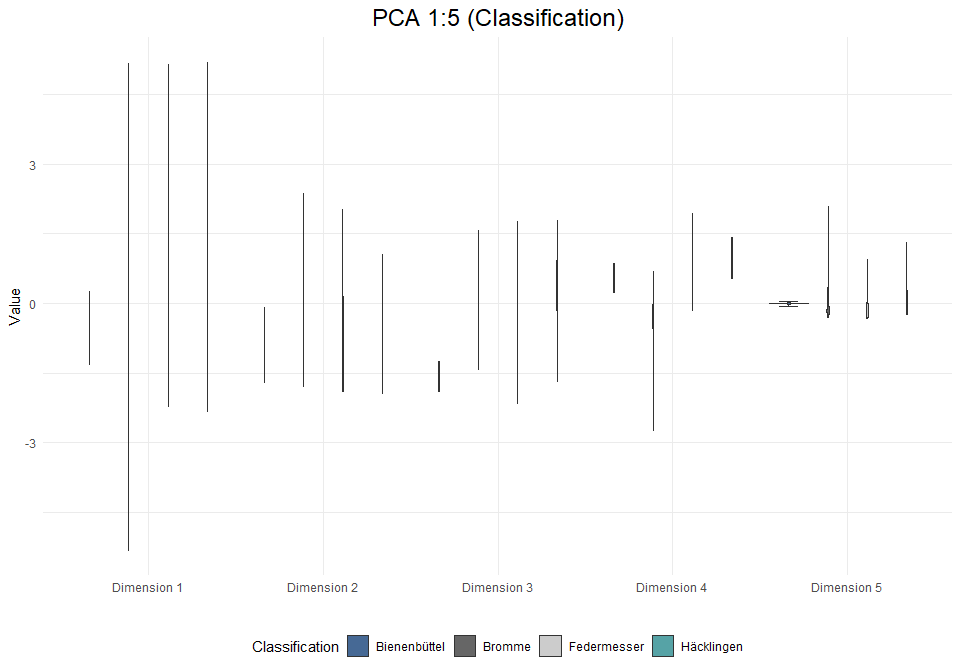 PCA 1:5 (Classification)
Value
3
0
-3
Dimension 1 Dimension 2 Dimension 3 Dimension 4 Dimension 5
Classification Bienenbüttel Bromme Federmesser Häcklingen